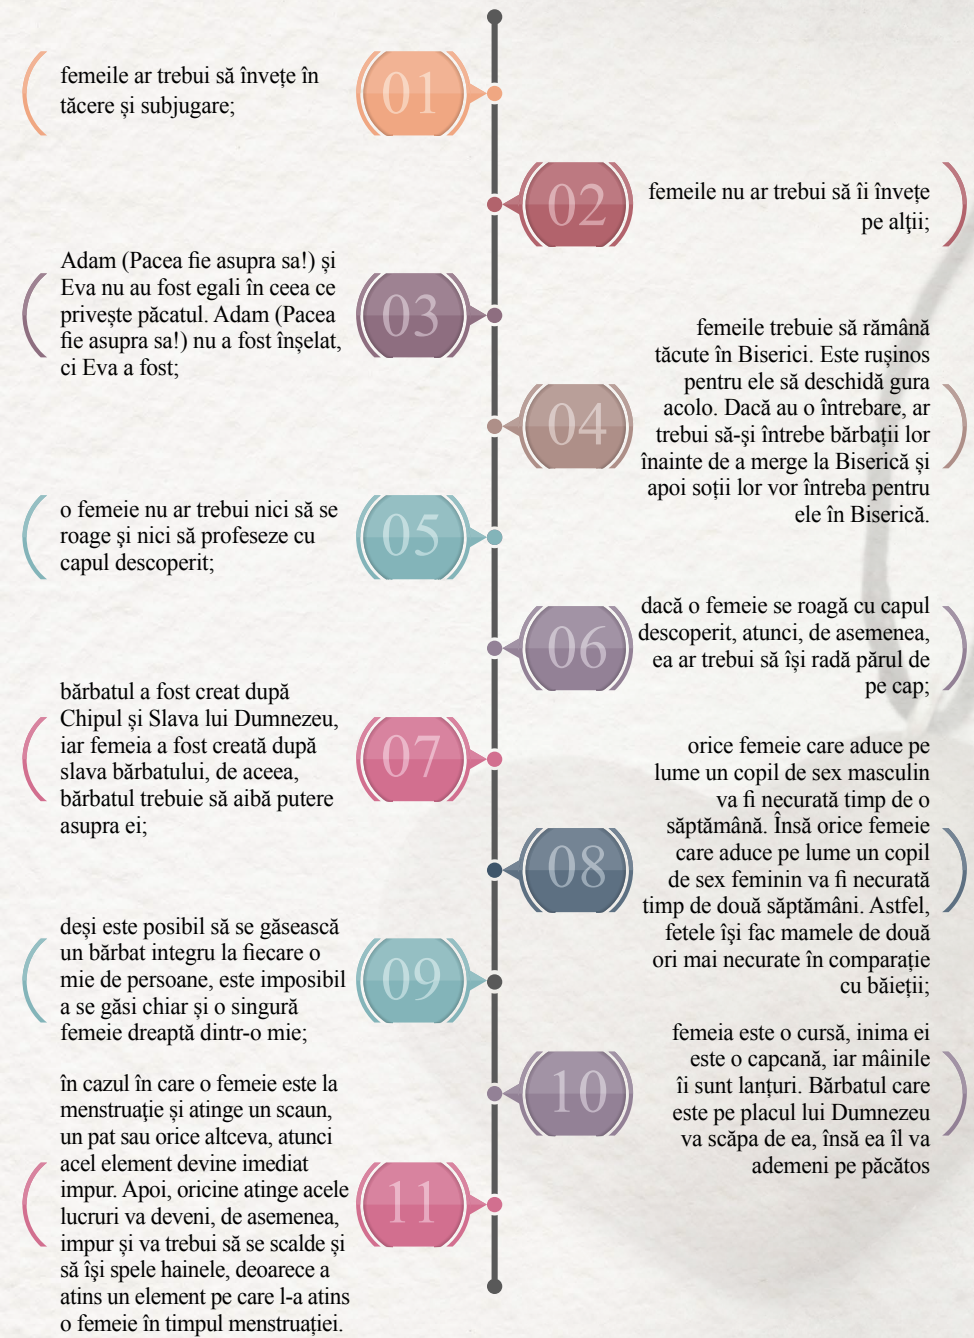 01
femeile ar trebui să învețe în
tăcere și subjugare;
02
femeile nu ar trebui să îi învețe
pe alţii;
03
Adam (Pacea fie asupra sa!) și
Eva nu au fost egali în ceea ce
privește păcatul. Adam (Pacea
fie asupra sa!) nu a fost înșelat,
ci Eva a fost;
04
femeile trebuie să rămână
tăcute în Biserici. Este rușinos
pentru ele să deschidă gura
acolo. Dacă au o întrebare, ar
trebui să-și întrebe bărbații lor
înainte de a merge la Biserică și
apoi soții lor vor întreba pentru
ele în Biserică.
05
o femeie nu ar trebui nici să se
roage şi nici să profeseze cu
capul descoperit;
06
dacă o femeie se roagă cu capul
descoperit, atunci, de asemenea,
ea ar trebui să își radă părul de
pe cap;
07
bărbatul a fost creat după
Chipul și Slava lui Dumnezeu,
iar femeia a fost creată după
slava bărbatului, de aceea,
bărbatul trebuie să aibă putere
asupra ei;
08
orice femeie care aduce pe
lume un copil de sex masculin
va fi necurată timp de o
săptămână. Însă orice femeie
care aduce pe lume un copil
de sex feminin va fi necurată
timp de două săptămâni. Astfel,
fetele îşi fac mamele de două
ori mai necurate în comparație
cu băieții;
09
deși este posibil să se găsească
un bărbat integru la fiecare o
mie de persoane, este imposibil
a se găsi chiar și o singură
femeie dreaptă dintr-o mie;
10
femeia este o cursă, inima ei
este o capcană, iar mâinile
îi sunt lanțuri. Bărbatul care
este pe placul lui Dumnezeu
va scăpa de ea, însă ea îl va
ademeni pe păcătos
11
în cazul în care o femeie este la
menstruaţie și atinge un scaun,
un pat sau orice altceva, atunci
acel element devine imediat
impur. Apoi, oricine atinge acele
lucruri va deveni, de asemenea,
impur și va trebui să se scalde și
să își spele hainele, deoarece a
atins un element pe care l-a atins
o femeie în timpul menstruației.